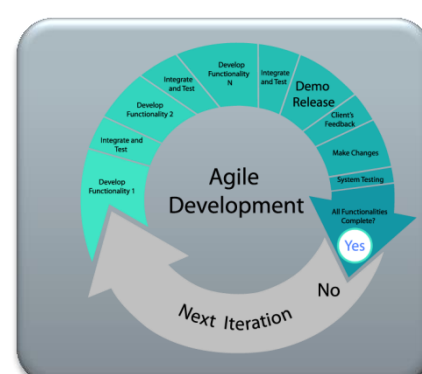 Develop
Functionality 1
Integrate and
Test
Develop
Functionality 2
Integrate
and Test
Develop
Functionality
N
Integrate
and Test
Demo
Release
Client's
Feedback
Make Changes
System Testing
All Functionalities
Complete?
Yes
No
Next Iteration
Agile
Development